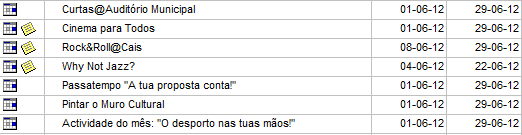 Curtas@Auditório Municipal 01-06-12 29-06-12
Cinema para Todos 01-06-12 29-06-12
Rock&Roll@Cais 08-06-12 29-06-12
Why Not Jazz? 04-06-12 22-06-12
Passatempo "A tua proposta conta!" 01-06-12 29-06-12
Pintar o Muro Cultural 01-06-12 29-06-12
Actividade do mês: "O desporto nas tuas mãos!" 01-06-12 29-06-12